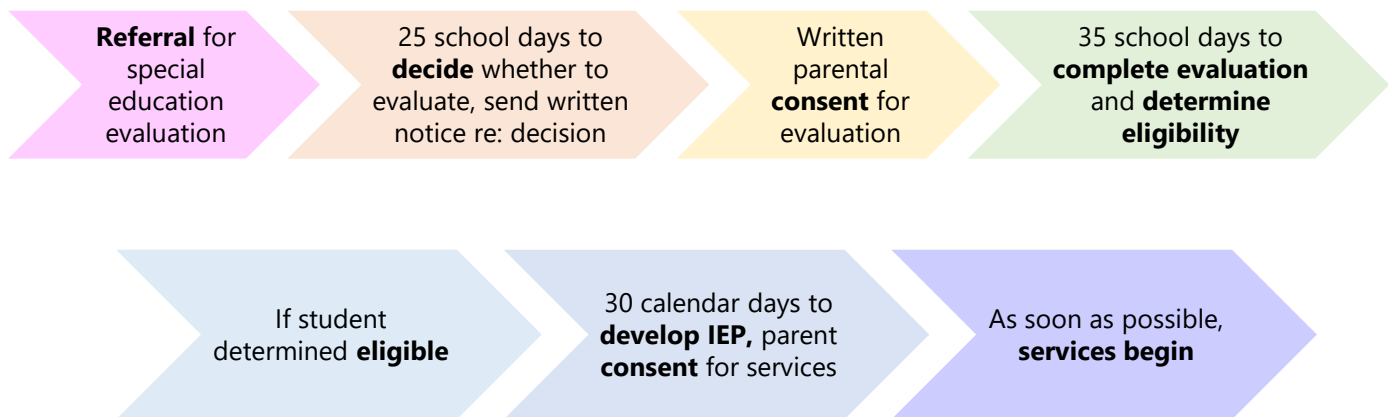 Referral for
special
education
evaluation
25 school days to
decide whether to
evaluate, send written
notice re: decision
Written
parental
consent for
evaluation
35 school days to
complete evaluation
and determine
eligibility
If student
determined eligible
30 calendar days to
develop IEP, parent
consent for services
As soon as possible,
services begin